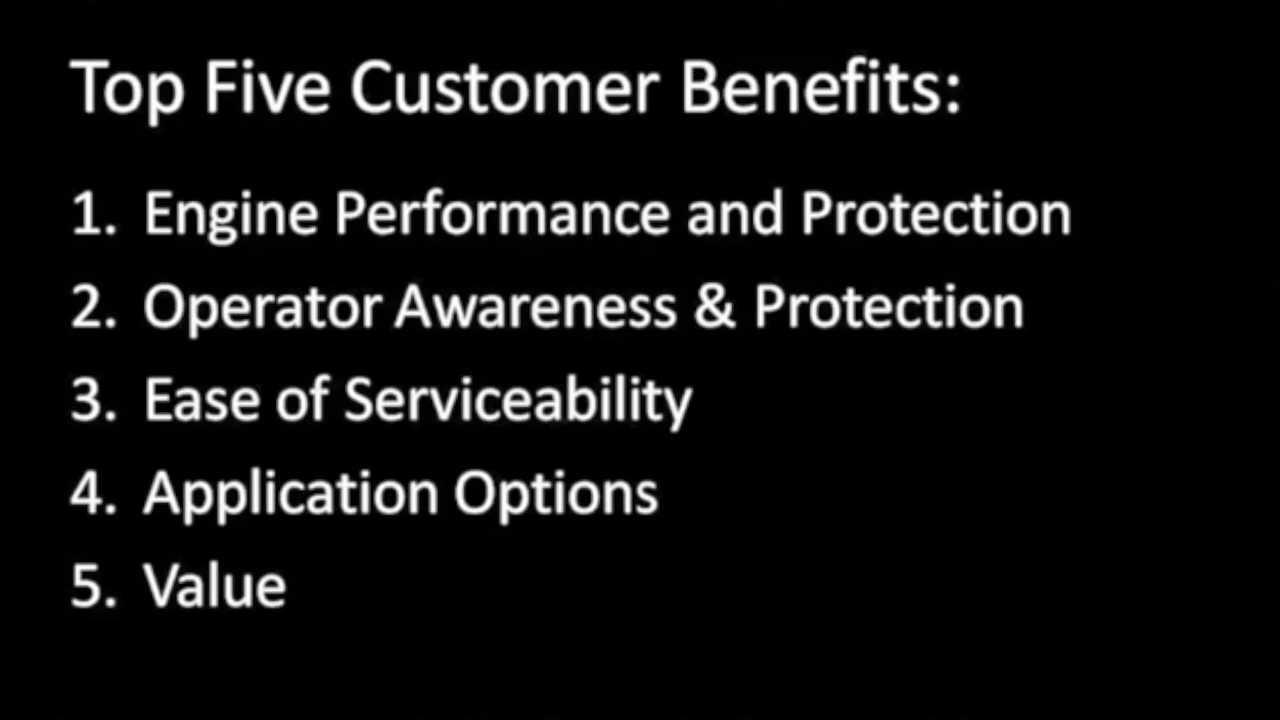 Top Five Customer Benefits:
1. Engine Performance and Protection
2. Operator Awareness & Protection
3. Ease of Serviceability
4. Application Options
5. Value